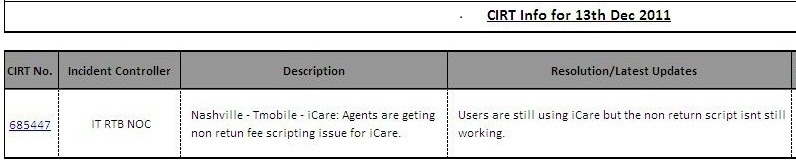 CIRT Info for 13th Dec 2011
CIRT No. Incident Controller Description Resolution/Latest Updates
685447 IT RTB NOC Nashville - Tmobile - iCare: Agents are geting Users are still using iCare but the non return script isnt still
non retun fee scripting issue for iCare. working.